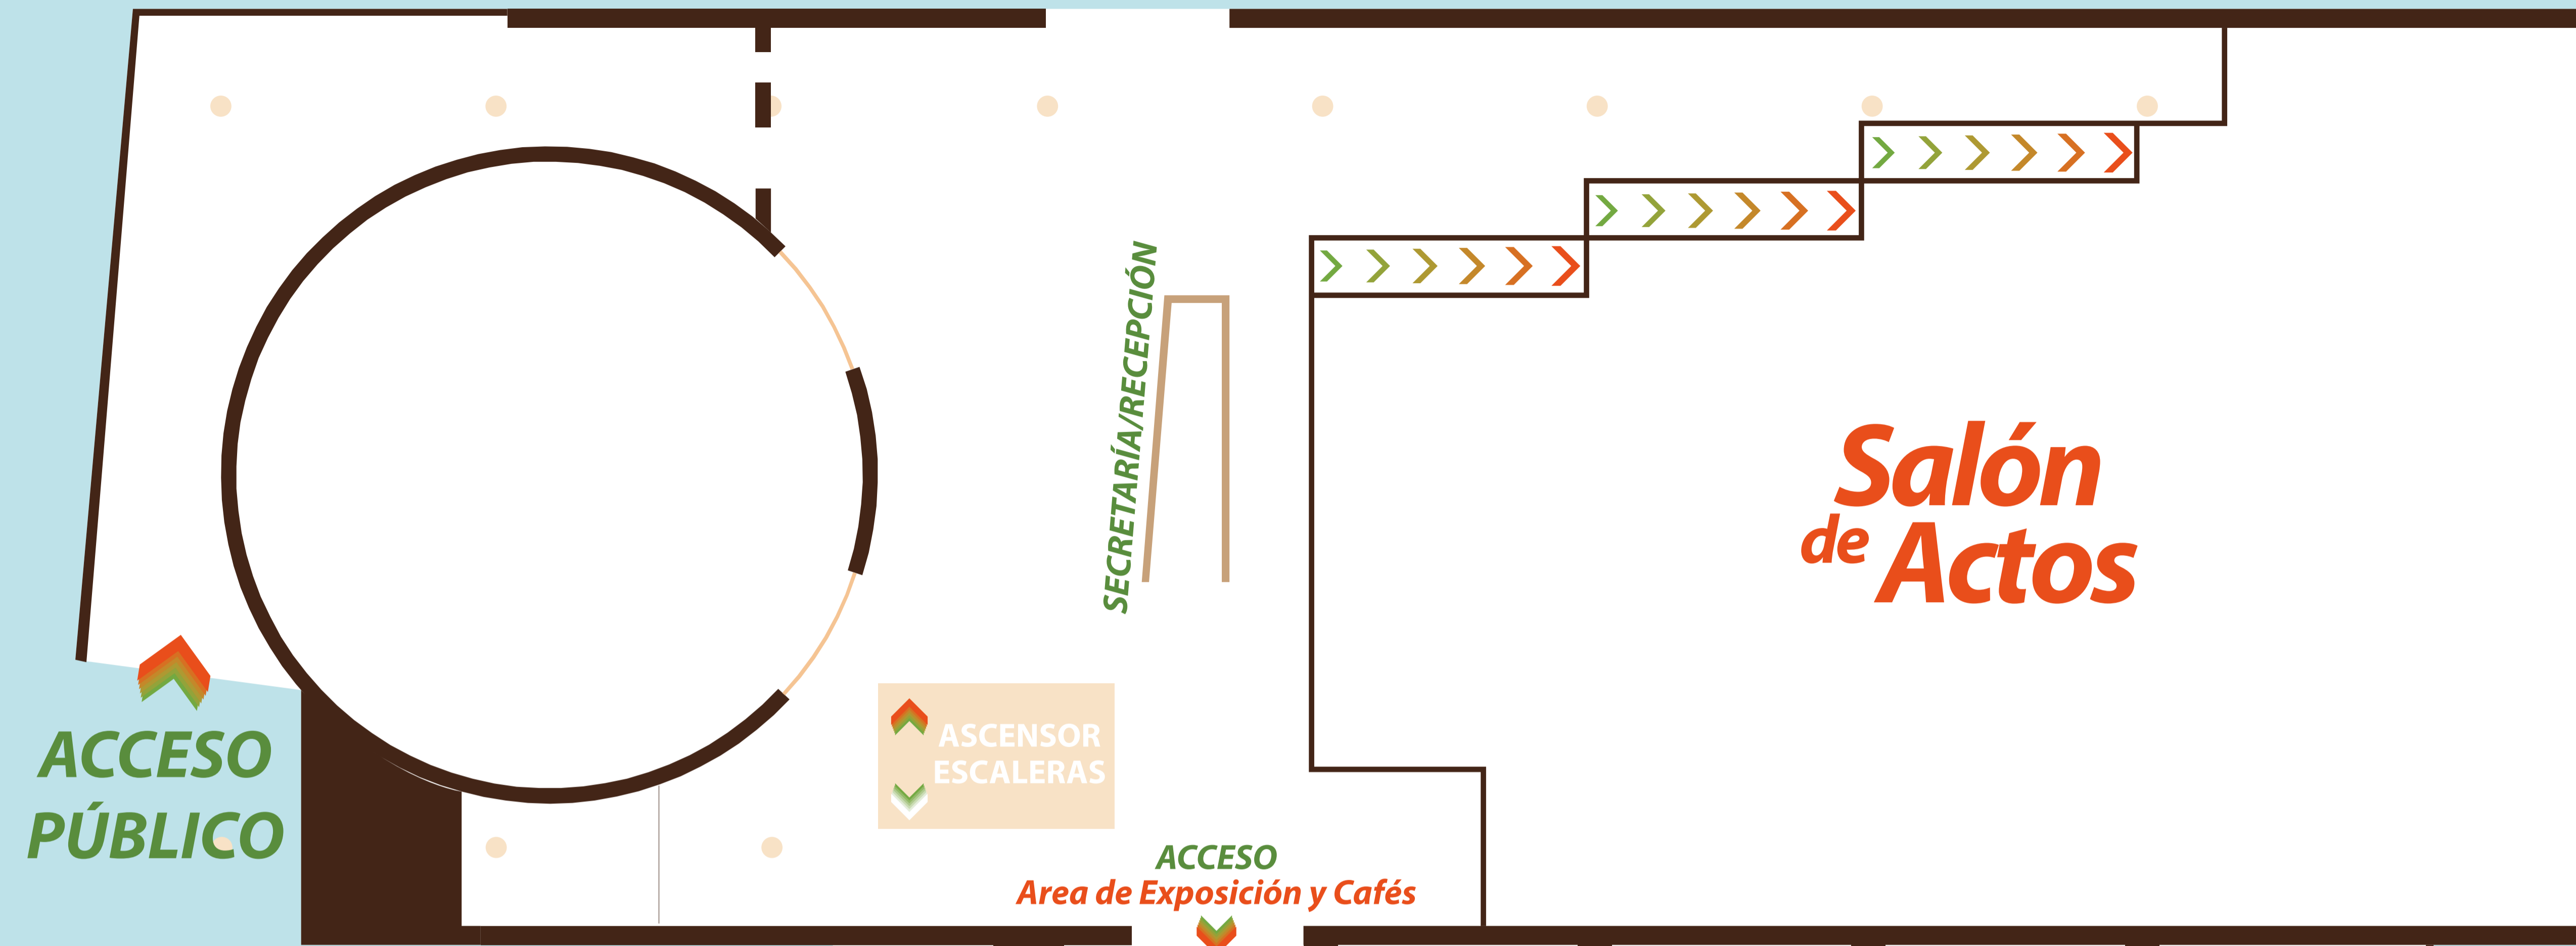 SECRETARÍA/RECEPCIÓN
Salón
de Actos
ACCESO
PÚBLICO
ASCENSOR
ESCALERAS
ACCESO
Area de Exposición y Cafés